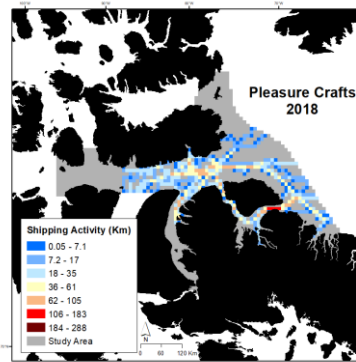 Pleasure Crafts
2018
Shipping Activity (Km)
0.05 - 7.1
7.2 - 17
18 - 35
36 - 61
62 - 105
106 - 183
184 - 288
Study Area
N
0
60
120 Km